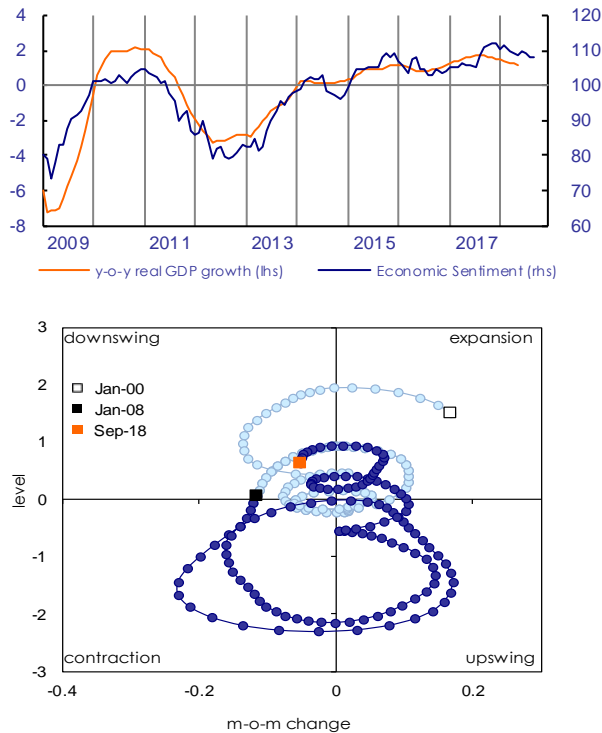 4 120
2 110
0 100
-2 90
-4 80
-6 70
-8 60
2009 2011 2013 2015 2017
y-o-y real GDP growth (lhs) Economic Sentiment (rhs)
3
downswing expansion
2
Jan-00
Jan-08
Sep-18
1
level
0
-1
-2
contraction upswing
-3
-0.4 -0.2 0 0.2
m-o-m change